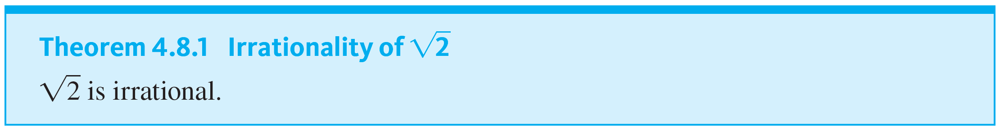 Theorem 4.8.1 Irrationality of √2
√2 is irrational.